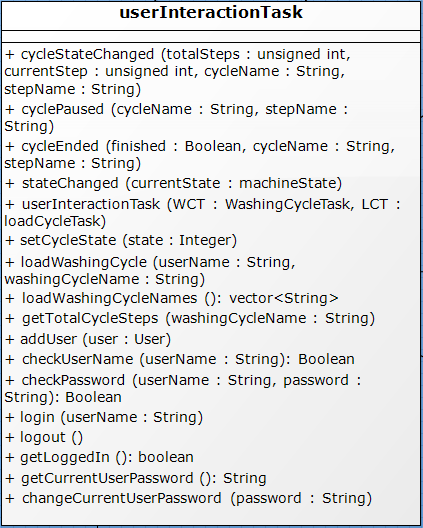 userInteractionTask
+ cycleStateChanged (totalSteps : unsigned int,
currentStep : unsigned int, cycleName : String,
stepName : String)
+ cyclePaused (cycleName : String, stepName :
String)
+ cycleEnded (finished : Boolean, cycleName : String,
stepName : String)
+ stateChanged (currentState : machineState)
+ userInteractionTask (WCT : WashingCycleTask, LCT :
loadCycleTask)
+ setCycleState (state : Integer)
+ loadWashingCycle (userName : String,
washingCycleName : String)
+ loadWashingCycleNames (): vector<String>
+ getTotalCycleSteps (washingCycleName : String)
+ addUser (user : User)
+ checkUserName (userName : String): Boolean
+ checkPassword (userName : String, password :
String): Boolean
+ login (userName : String)
+ logout ()
+ getLoggedIn (): boolean
+ getCurrentUserPassword (): String
+ changeCurrentUserPassword (password : String)